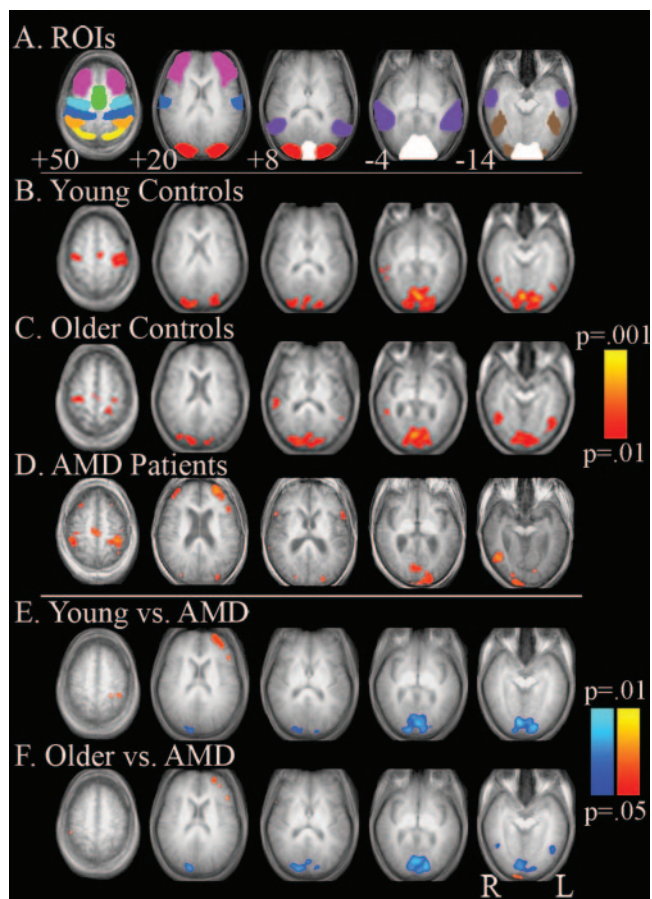 A. ROIs
+50 +20 +8 -4 -14
B. Young Controls
C. Older Controls
p=.001
p=.01
D. AMD Patients
E. Young vs. AMD
p=.01
F. Older vs. AMD
p=.05
R L